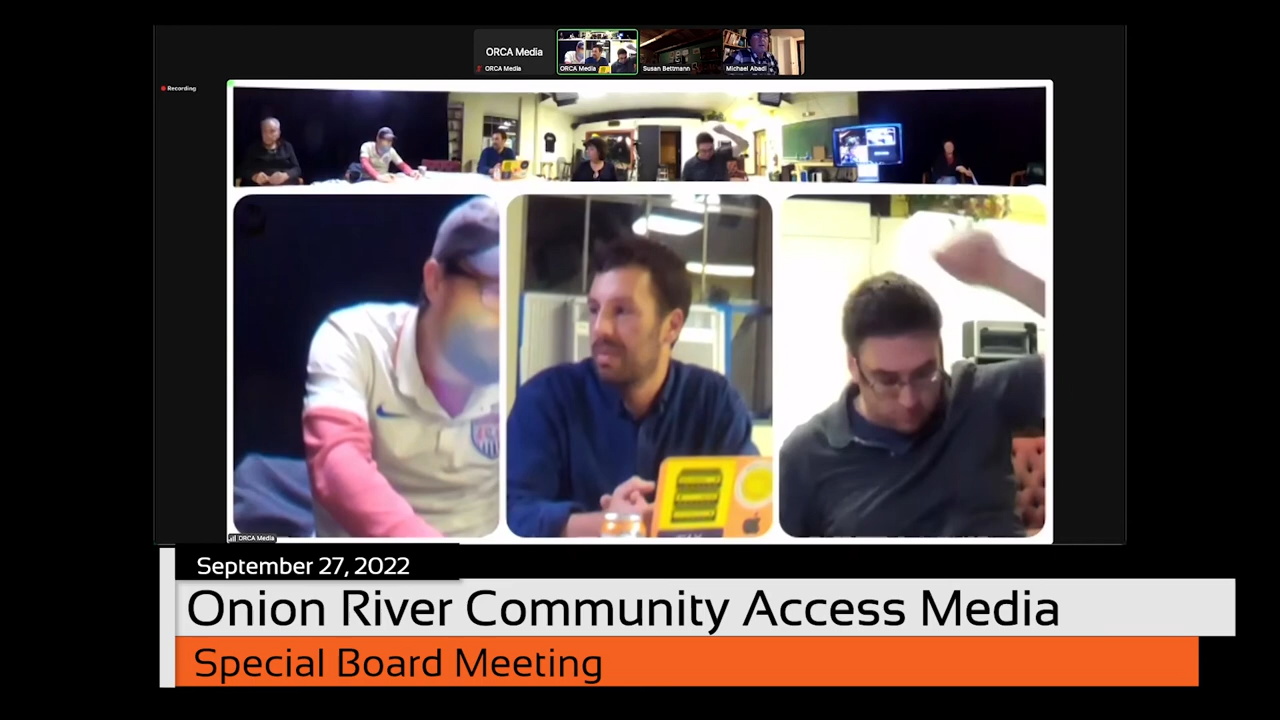 ORCA Media
ORCA Media
ORCA Media
Susan Bettmann
Michael Abadi
Recording
ORCA Media
September 27, 2022
Onion River Community Access Media
Special Board Meeting